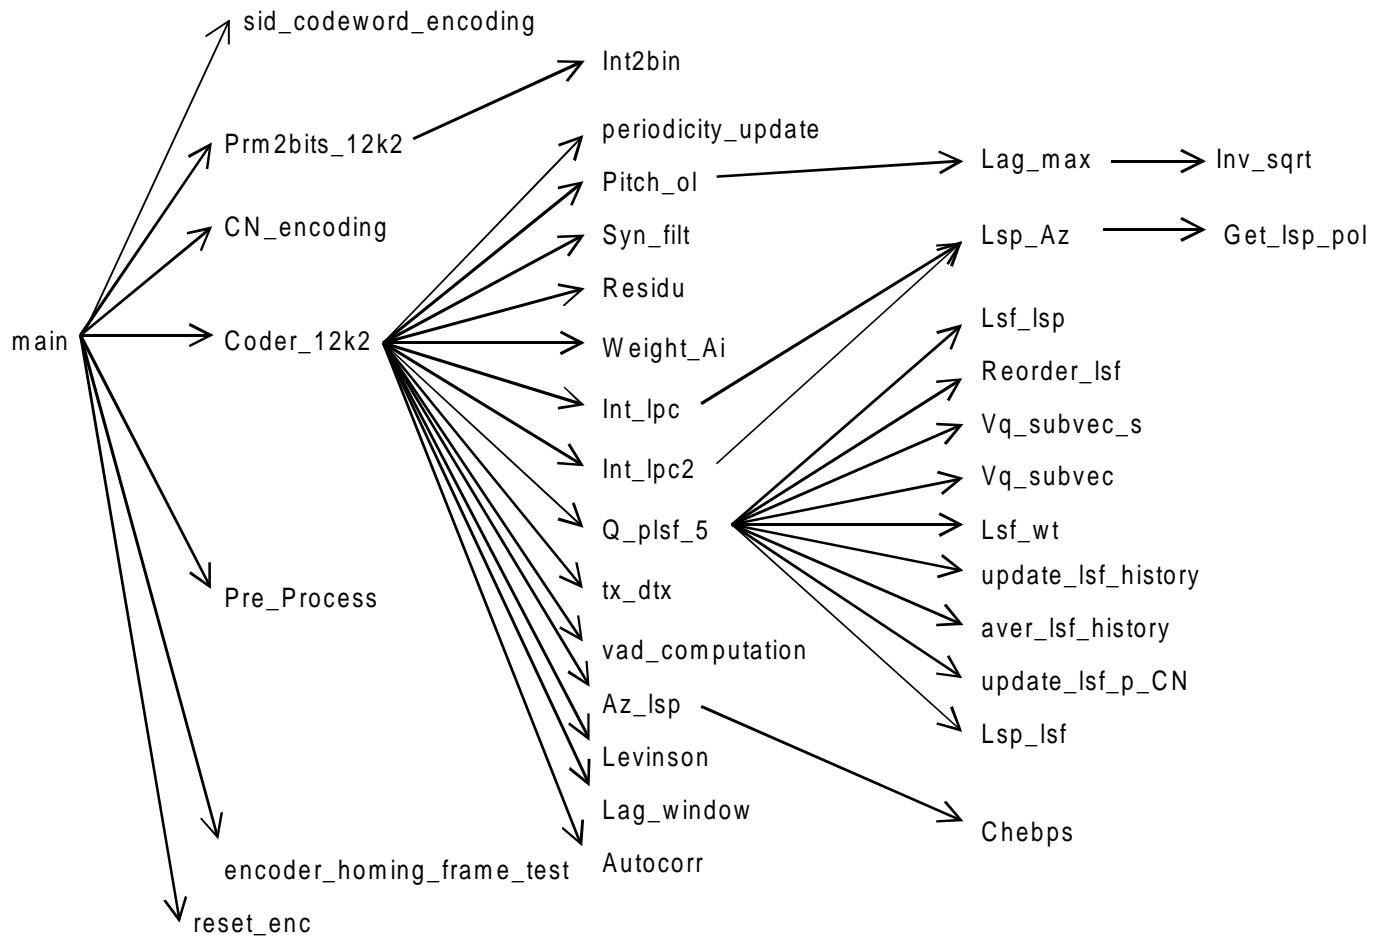 sid_codeword_encoding
Prm2bits_12k2
CN_encoding
main
Coder_12k2
Pre_Process
encoder_homing_frame_test
reset_enc
Int2bin
periodicity_update
Pitch_ol
Syn_filt
Residu
Weight_Ai
Int_lpc
Int_lpc2
Q_plsf_5
tx_dtx
vad_computation
Az_lsp
Levinson
Lag_window
Autocorr
Lag_max
Lsp_Az
Lsf_lsp
Reorder_lsf
Vq_subvec_s
Vq_subvec
Lsf_wt
update_lsf_history
aver_lsf_history
update_lsf_p_CN
Lsp_lsf
Chebps
Inv_sqrt
Get_lsp_pol